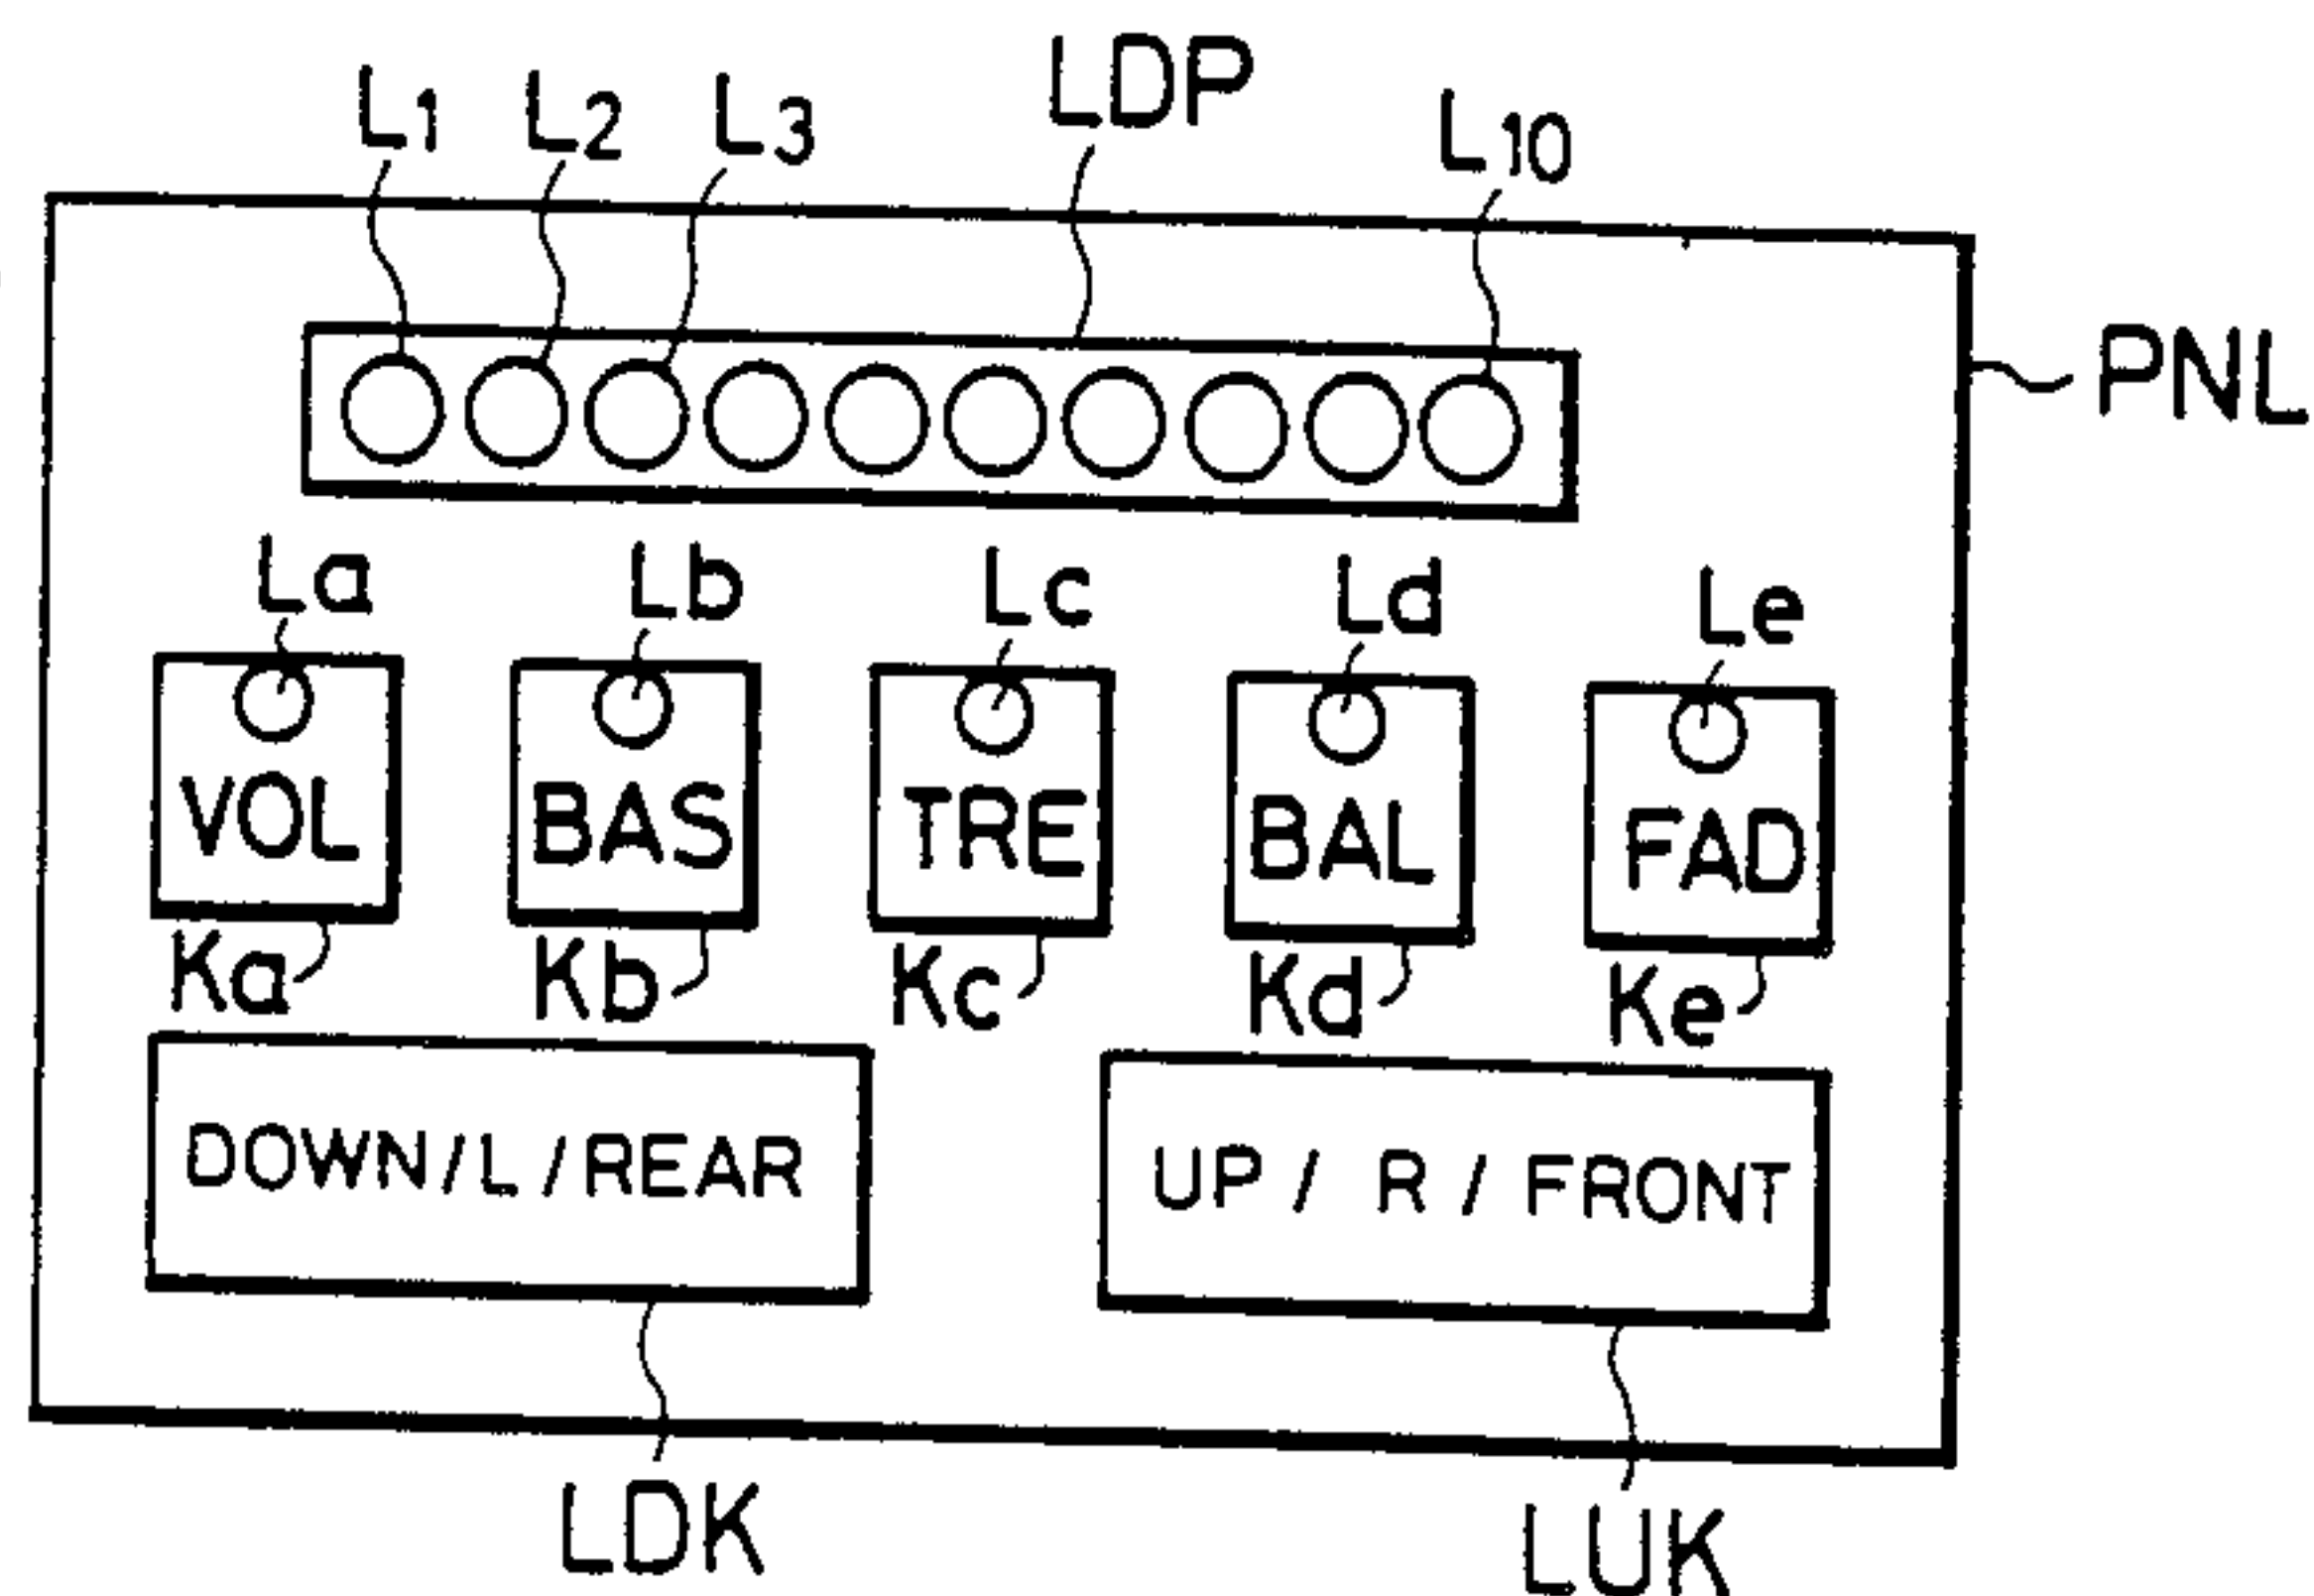 L1 L2 L3 LDP L10
PNL
La Lb Lc Ld Le
VOL BAS TRE BAL FAD
Ka Kb Kc Kd Ke
DOWN/L/REAR UP/ R/FRONT
LDK LUK